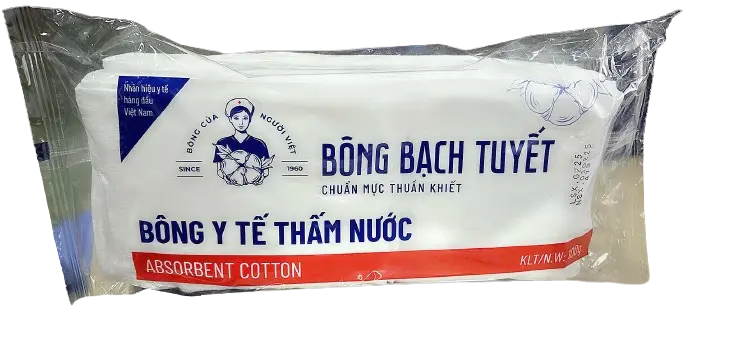 Nhãn hiệu y tế
hàng đầu
Việt Nam
BÔNG CỦA NGƯỜI VIỆT
SINCE 1960
BÔNG BẠCH TUYẾT
CHUẨN MỰC THUẦN KHIẾT
BÔNG Y TẾ THẤM NƯỚC
ABSORBENT COTTON
KLT/N.W: 100g